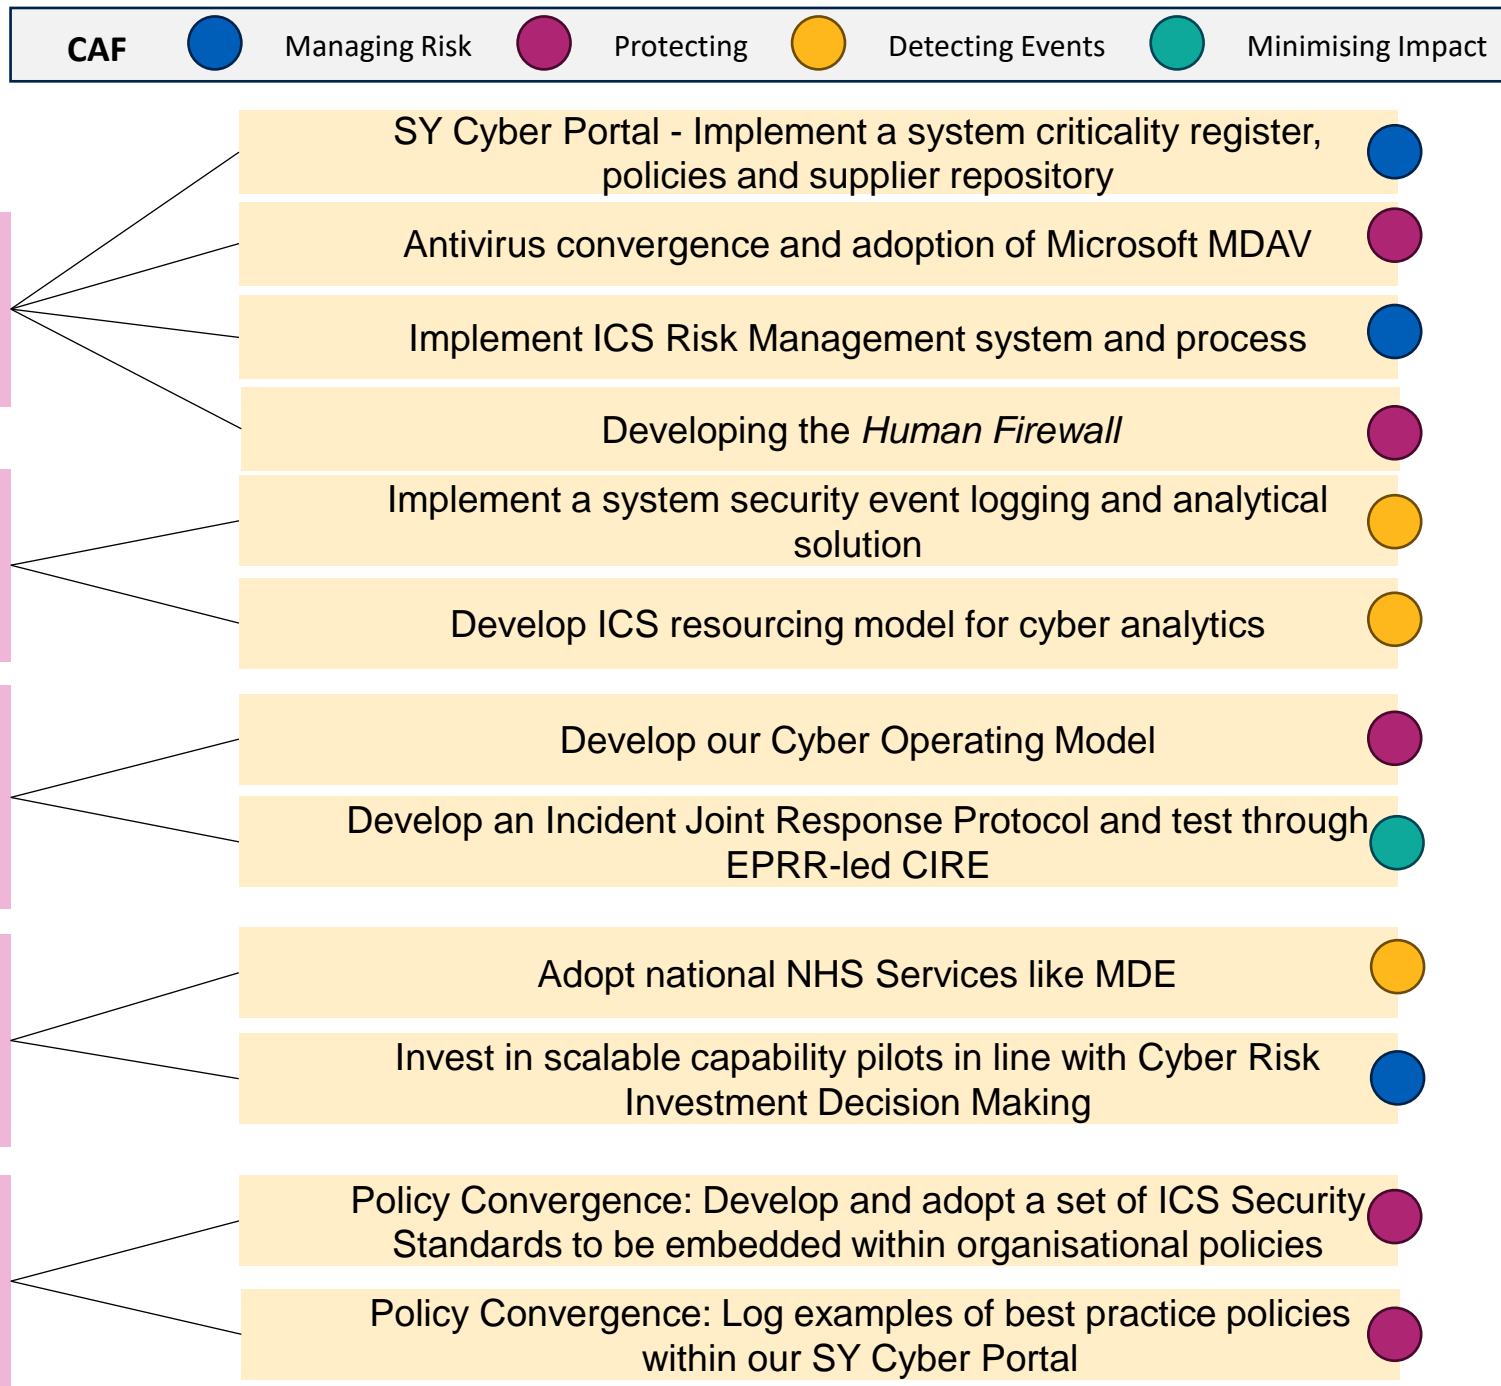 CAF Managing Risk Protecting Detecting Events Minimising Impact
SY Cyber Portal - Implement a system criticality register,
policies and supplier repository
Antivirus convergence and adoption of Microsoft MDAV
Implement ICS Risk Management system and process
Developing the Human Firewall
Implement a system security event logging and analytical
solution
Develop ICS resourcing model for cyber analytics
Develop our Cyber Operating Model
Develop an Incident Joint Response Protocol and test through
EPRR-led CIRE
Adopt national NHS Services like MDE
Invest in scalable capability pilots in line with Cyber Risk
Investment Decision Making
Policy Convergence: Develop and adopt a set of ICS Security
Standards to be embedded within organisational policies
Policy Convergence: Log examples of best practice policies
within our SY Cyber Portal